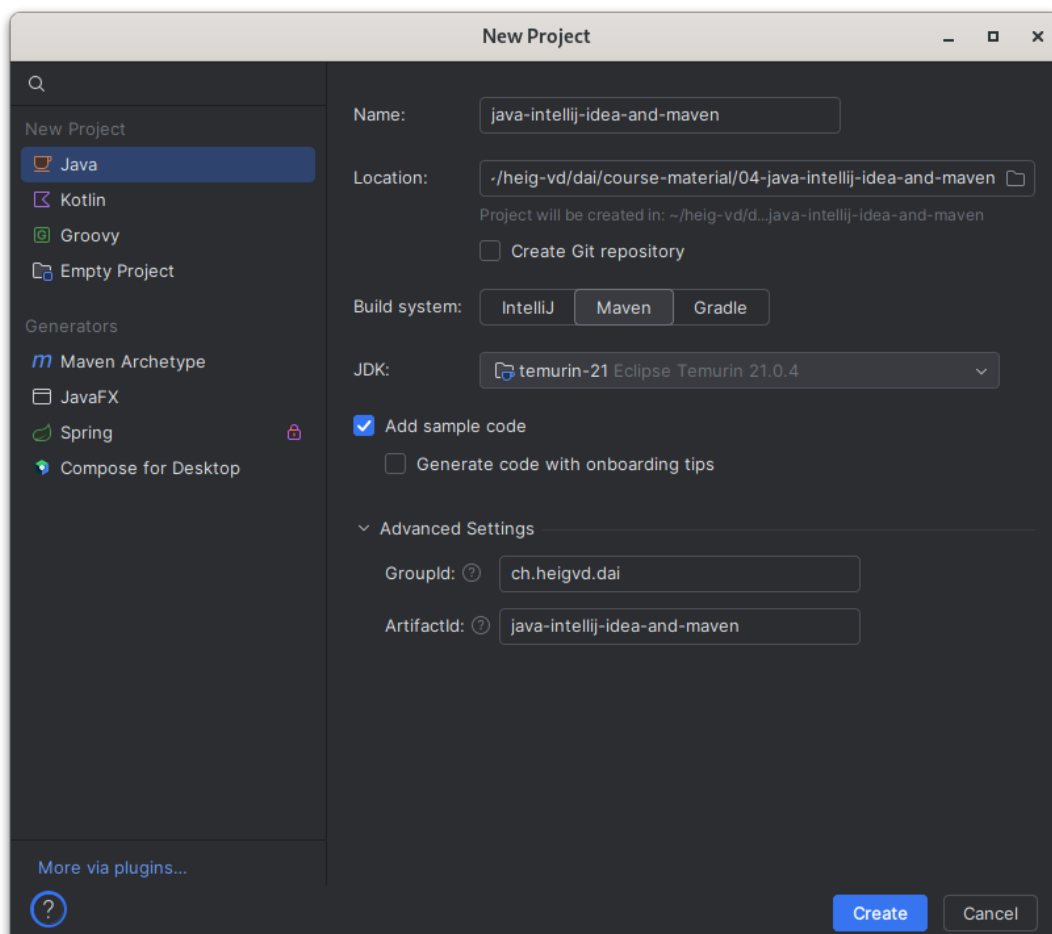 New Project
New Project
Java
Kotlin
Groovy
Empty Project
Generators
Maven Archetype
JavaFX
Spring
Compose for Desktop
More via plugins...
?
Name: java-intellij-idea-and-maven
Location: ~/heig-vd/dai/course-material/04-java-intellij-idea-and-maven
Project will be created in: ~/heig-vd/d...java-intellij-idea-and-maven
Create Git repository
Build system: IntelliJ Maven Gradle
JDK: temurin-21 Eclipse Temurin 21.0.4
Add sample code
Generate code with onboarding tips
Advanced Settings
GroupId: ? ch.heigvd.dai
ArtifactId: ? java-intellij-idea-and-maven
Create Cancel